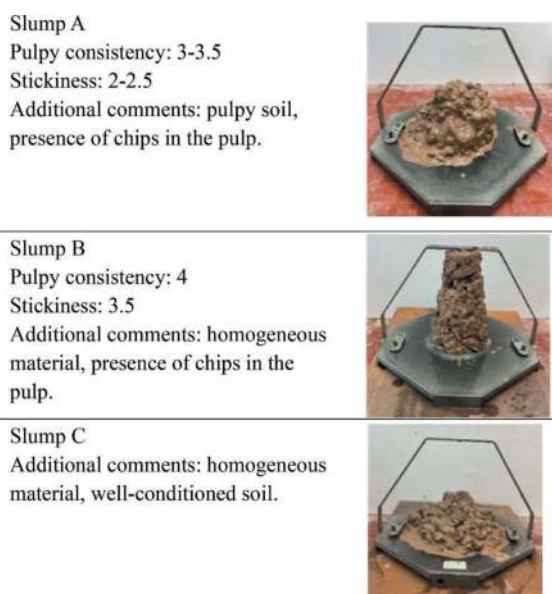 Slump A
Pulpy consistency: 3-3.5
Stickiness: 2-2.5
Additional comments: pulpy soil,
presence of chips in the pulp.
Slump B
Pulpy consistency: 4
Stickiness: 3.5
Additional comments: homogeneous
material, presence of chips in the
pulp.
Slump C
Additional comments: homogeneous
material, well-conditioned soil.